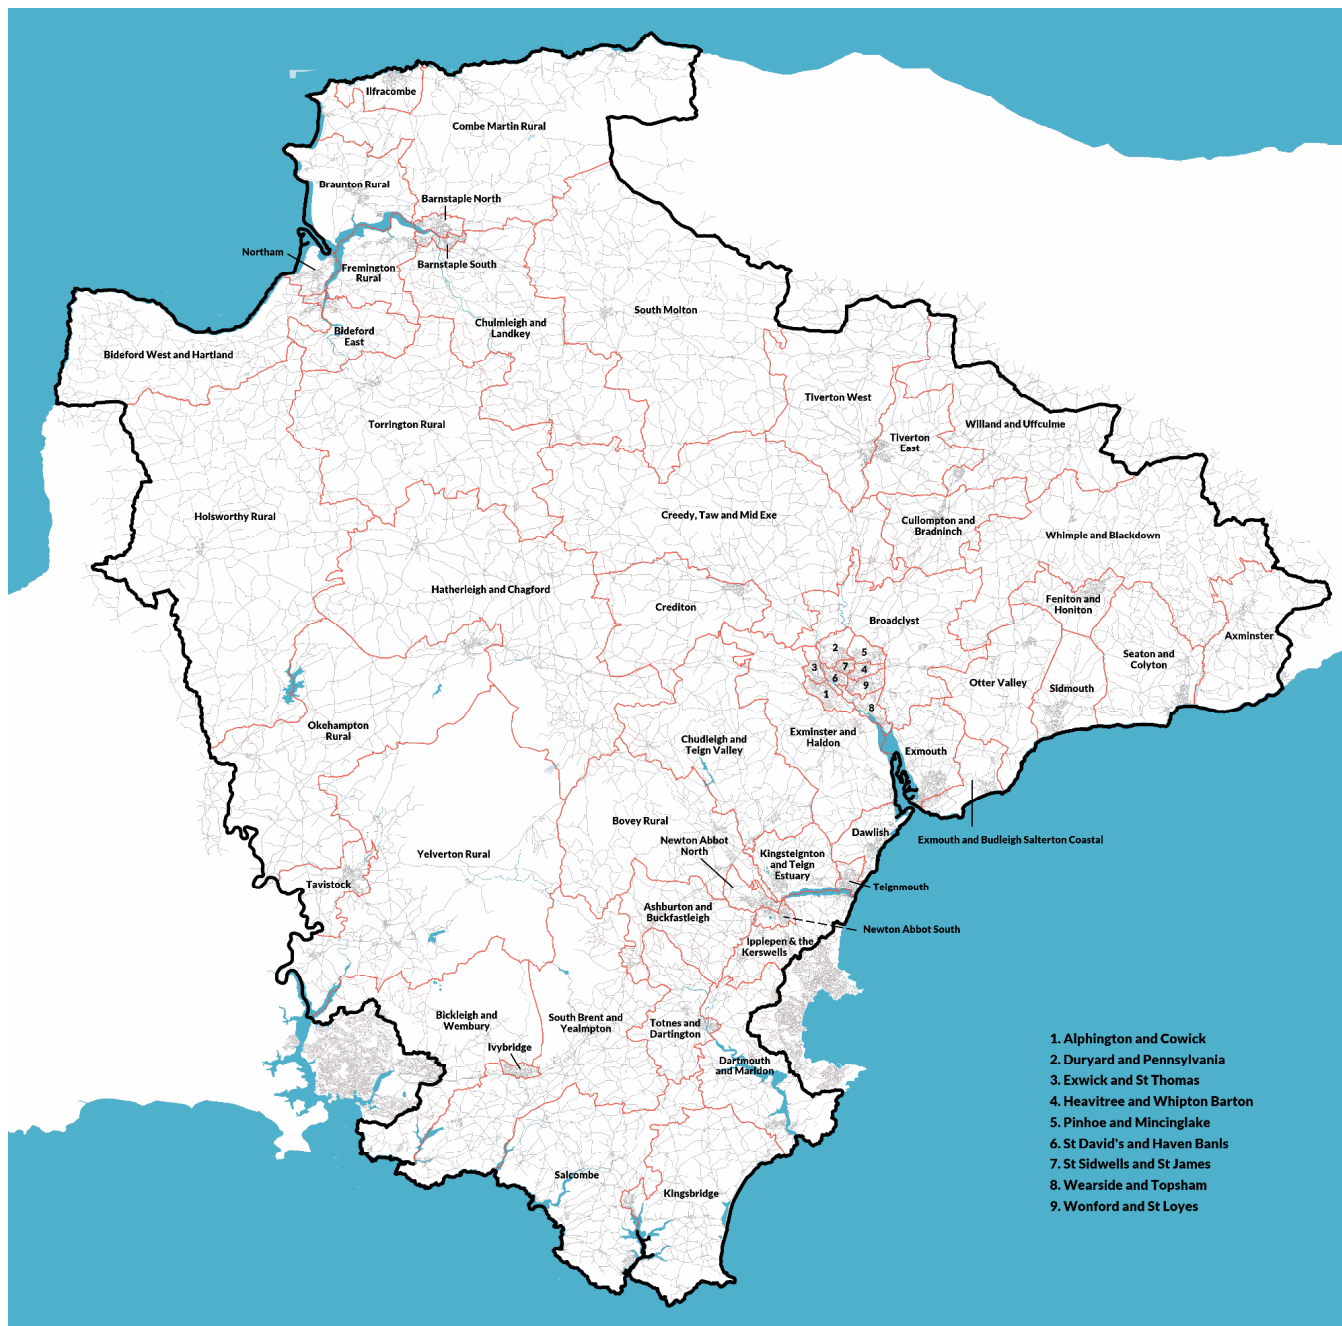 Ilfracombe
Combe Martin Rural
Braunton Rural
Barnstaple North
Northam
Fremington
Rural
Barnstaple South
South Molton
Chulmleigh and
Landkey
Bideford
East
Bideford West and Hartland
Tiverton West
Torrington Rural
Willand and Uffculme
Tiverton
East
Holsworthy Rural
Creedy, Taw and Mid Exe
Cullompton and
Bradninch
Whimple and Blackdown
Hatherleigh and Chagford
Crediton
Feniton and
Honiton
Broadclyst
Axminster
2
5
3
7
4
6
9
1
8
Seaton and
Colyton
Otter Valley
Sidmouth
Okehampton
Rural
Chudleigh and
Teign Valley
Exminster and
Haldon
Exmouth
Bovey Rural
Dawlish
Exmouth and Budleigh Salterton Coastal
Newton Abbot
North
Kingsteignton
and Teign
Estuary
Yelverton Rural
Tavistock
Teignmouth
Ashburton and
Buckfastleigh
Newton Abbot South
Ipplepen & the
Kerswells
Bickleigh and
Wembury
South Brent and
Yealmpton
Totnes and
Dartington
Ivybridge
Dartmouth
and Marldon
Salcombe
Kingsbridge
1. Alphington and Cowick
2. Duryard and Pennsylvania
3. Exwick and St Thomas
4. Heavitree and Whipton Barton
5. Pinhoe and Mincinglake
6. St David's and Haven Banls
7. St Sidwells and St James
8. Wearside and Topsham
9. Wonford and St Loyes